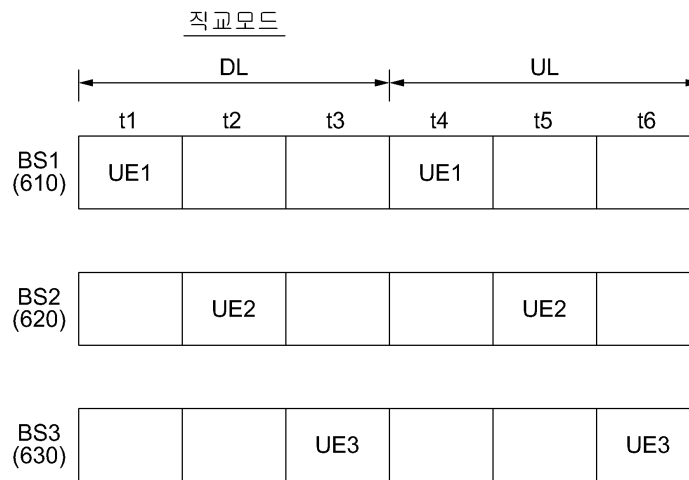 직교모드
DL UL
t1 t2 t3 t4 t5 t6
BS1
(610)
UE1 UE1
BS2
(620)
UE2 UE2
BS3
(630)
UE3 UE3